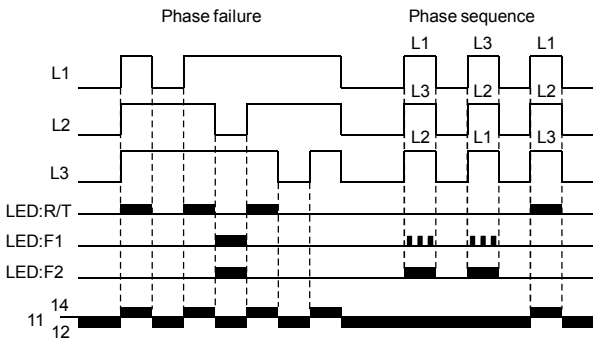 Phase failure Phase sequence
L1 L3 L1
L1
L3 L2 L2
L2
L2 L1 L3
L3
LED:R/T
LED:F1
LED:F2
14
11
12